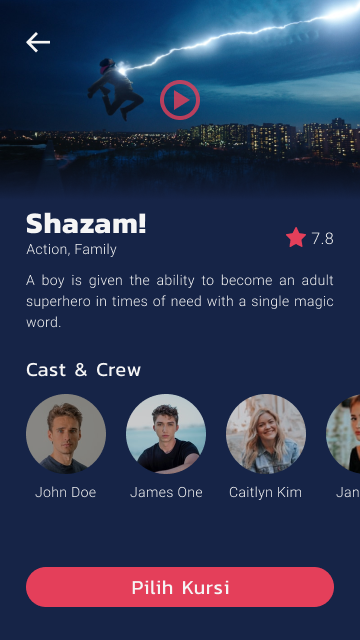 Shazam!
Action, Family
7.8
A boy is given the ability to become an adult
superhero in times of need with a single magic
word.
Cast & Crew
John Doe
James One
Caitlyn Kim
Jan
Pilih Kursi